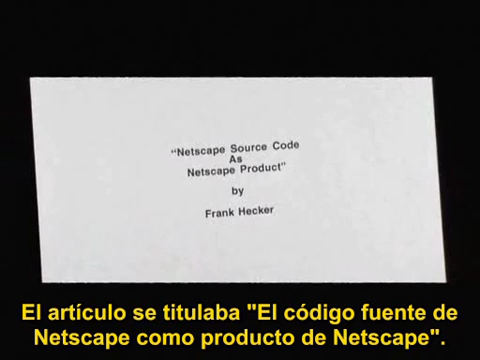 "Netscape Source Code
As
Netscape Product"
by
Frank Hecker
El artículo se titulaba "El código fuente de
Netscape como producto de Netscape".